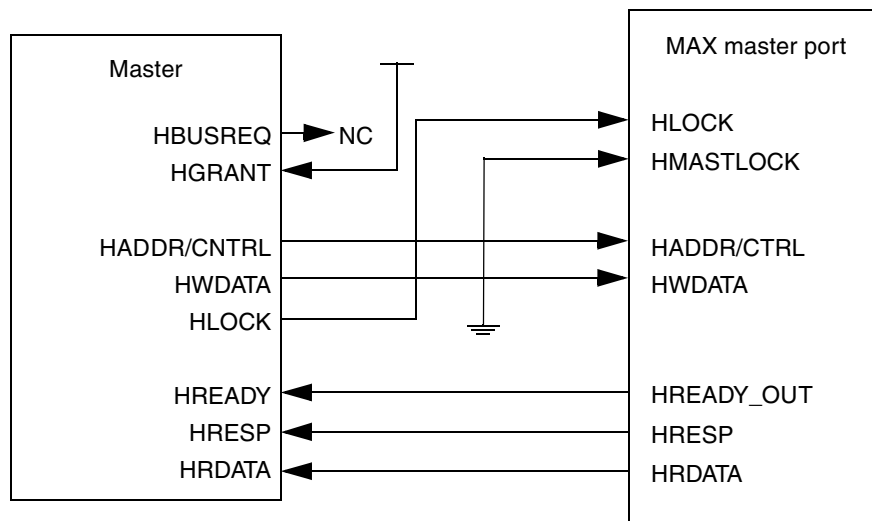 Master
HBUSREQ
NC
HGRANT
HADDR/CNTRL
HWDATA
HLOCK
HREADY
HRESP
HRDATA
MAX master port
HLOCK
HMASTLOCK
HADDR/CTRL
HWDATA
HREADY_OUT
HRESP
HRDATA